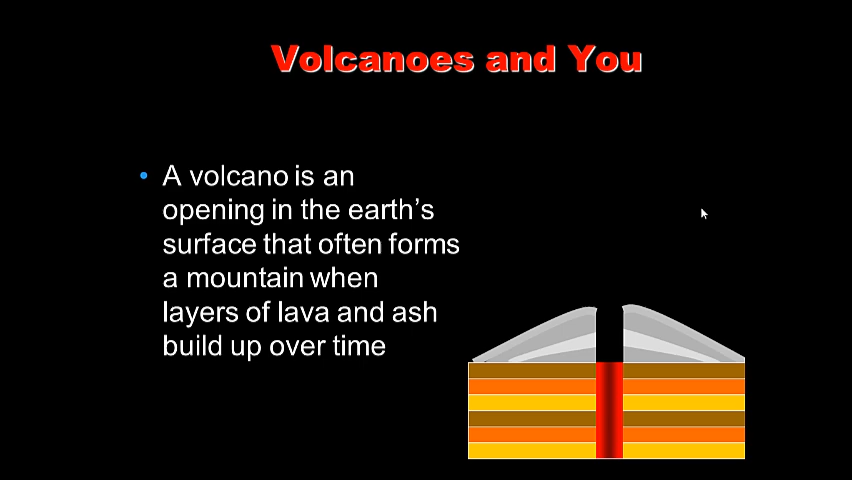 Volcanoes and You
• A volcano is an
opening in the earth’s
surface that often forms
a mountain when
layers of lava and ash
build up over time